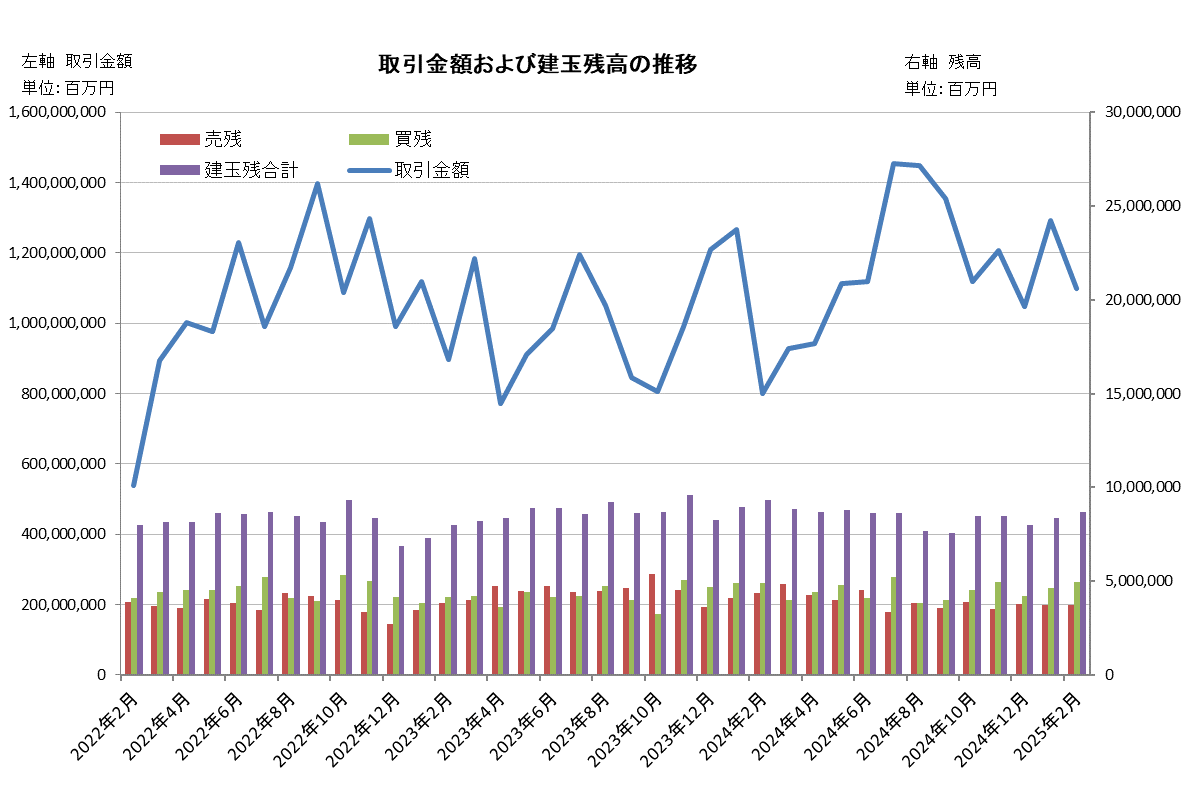 取引金額および建玉残高の推移
左軸 取引金額
単位: 百万円
右軸 残高
単位: 百万円
売残
買残
建玉残合計
取引金額
1,600,000,000
1,400,000,000
1,200,000,000
1,000,000,000
800,000,000
600,000,000
400,000,000
200,000,000
0
30,000,000
25,000,000
20,000,000
15,000,000
10,000,000
5,000,000
0
2022年2月
2022年4月
2022年6月
2022年8月
2022年10月
2022年12月
2023年2月
2023年4月
2023年6月
2023年8月
2023年10月
2023年12月
2024年2月
2024年4月
2024年6月
2024年8月
2024年10月
2024年12月
2025年2月